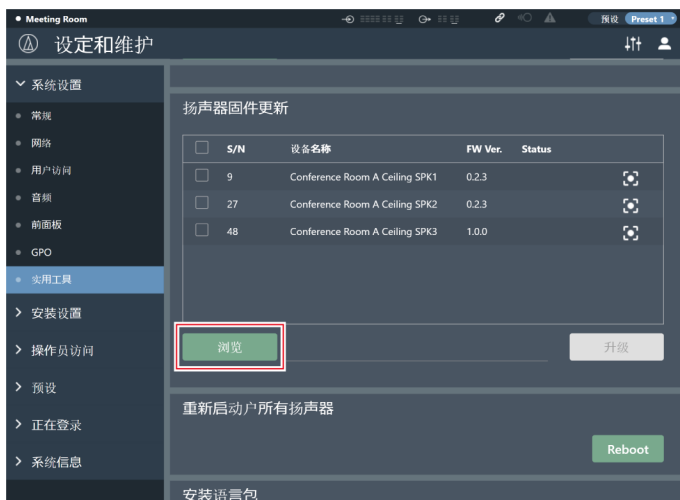 Meeting Room
预设 Preset 1
设定和维护
系统设置
常规
网络
用户访问
音频
前面板
GPO
实用工具
安装设置
操作员访问
预设
正在登录
系统信息
扬声器固件更新
S/N 设备名称 FW Ver. Status
9 Conference Room A Ceiling SPK1 0.2.3
27 Conference Room A Ceiling SPK2 0.2.3
48 Conference Room A Ceiling SPK3 1.0.0
浏览 升级
重新启动户所有扬声器
Reboot
安装语言包